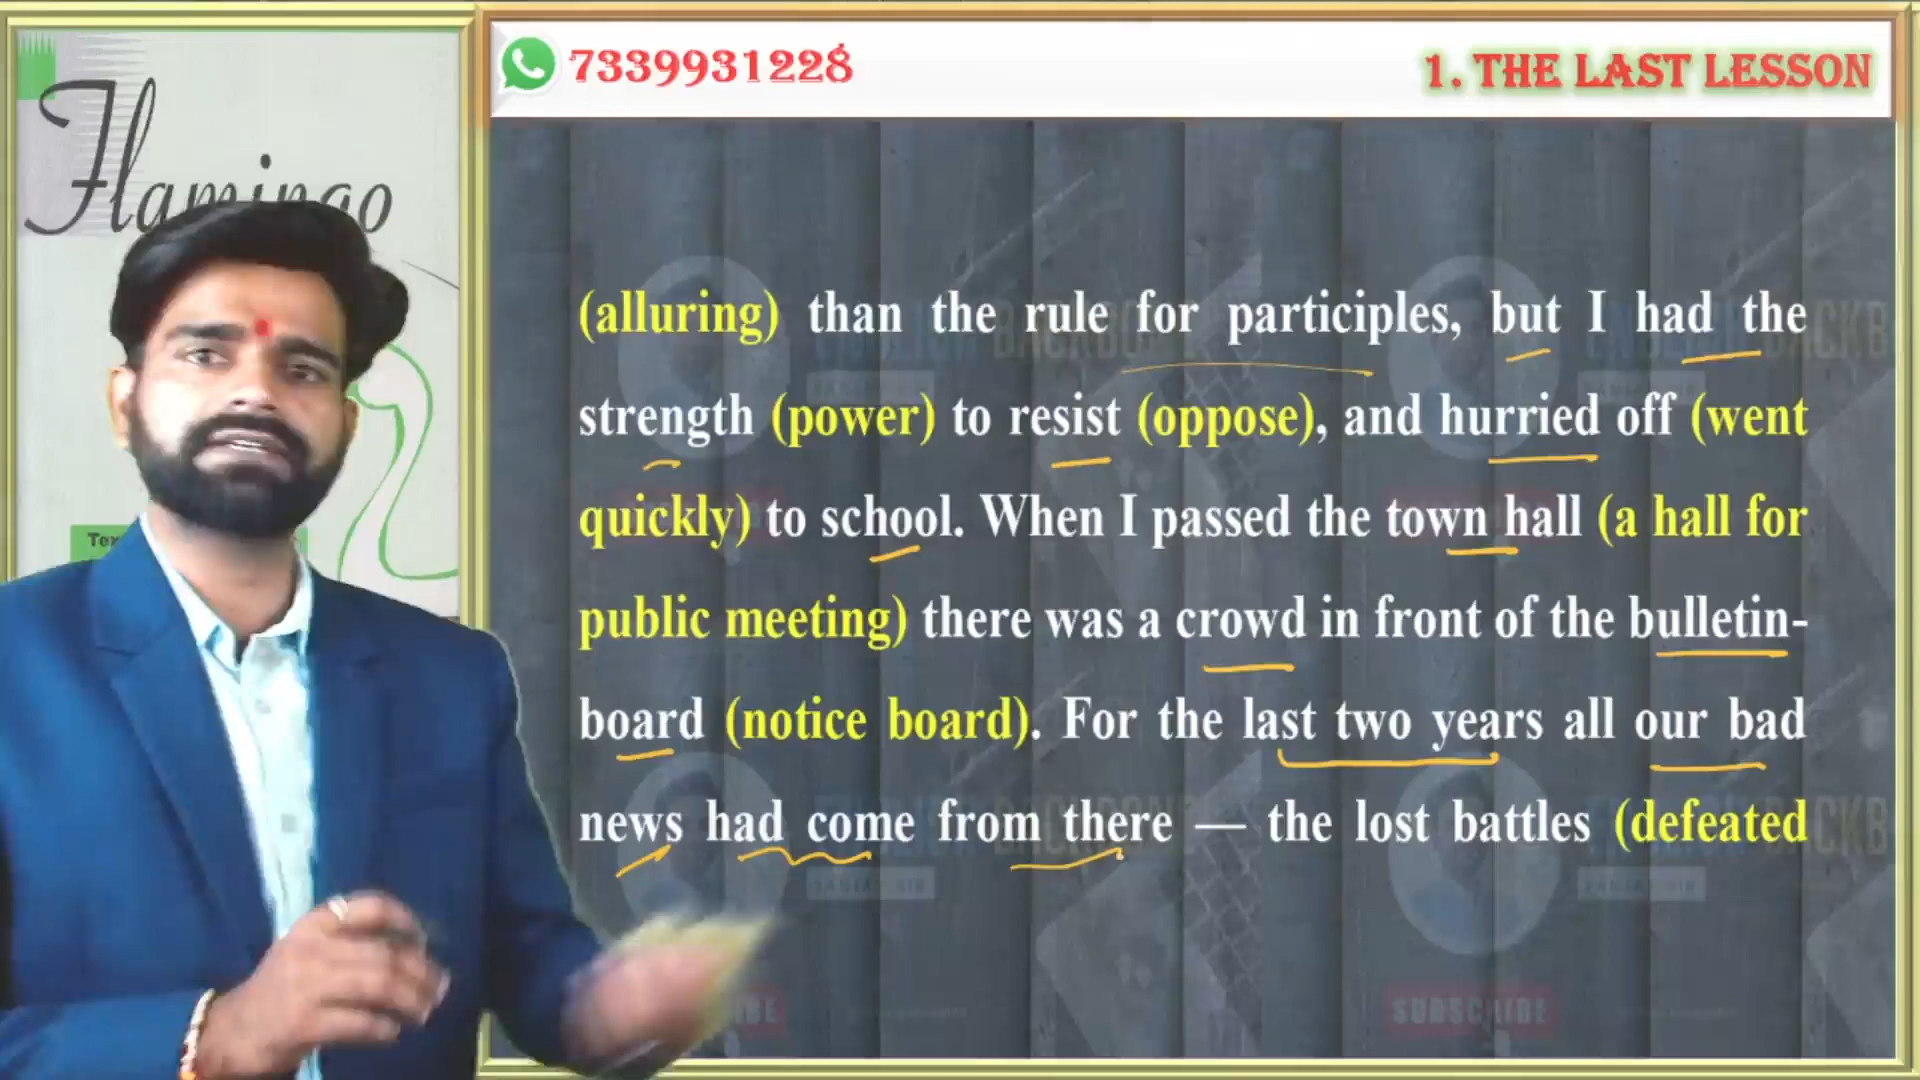 Flamingo
7339931228
1. THE LAST LESSON
(alluring) than the rule for participles, but I had the
strength (power) to resist (oppose), and hurried off (went
quickly) to school. When I passed the town hall (a hall for
public meeting) there was a crowd in front of the bulletin-
board (notice board). For the last two years all our bad
news had come from there — the lost battles (defeated
SUBSCRIBE